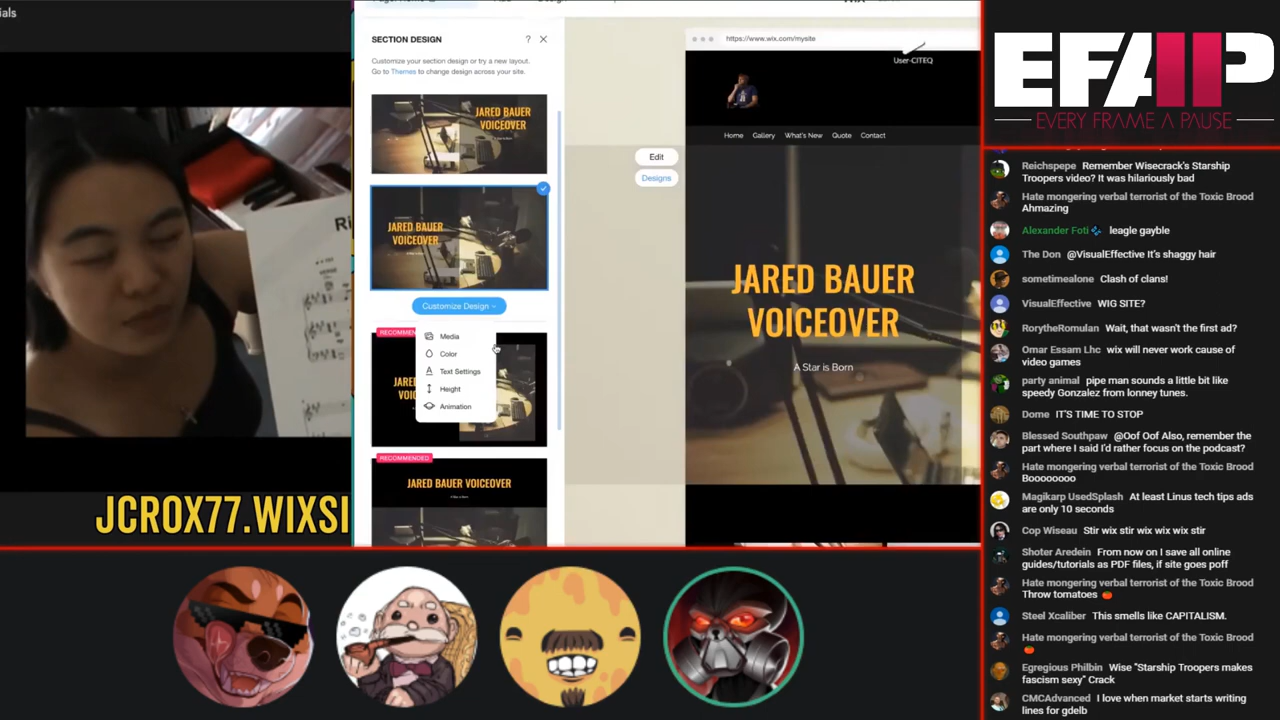 ials
SECTION DESIGN
?
Customize your section design or try a new layout.
Go to Themes to change design across your site.
JARED BAUER
VOICEOVER
JARED BAUER
VOICEOVER
Customize Design
RECOMMEN
Media
Color
Text Settings
Height
Animation
RECOMMENDED
JARED BAUER VOICEOVER
A Star is Born
JCROX77.WIXSI
https://www.wix.com/mysite
User-CITEQ
Home Gallery What's New Quote Contact
Edit
Designs
JARED BAUER
VOICEOVER
A Star is Born
EFAP
EVERY FRAME A PAUSE
Reichspepe Remember Wisecrack's Starship
Troopers video? It was hilariously bad
Hate mongering verbal terrorist of the Toxic Brood
Ahmazing
Alexander Foti leagle gayble
The Don @VisualEffective It's shaggy hair
sometimealone Clash of clans!
VisualEffective WIG SITE?
RorytheRomulan Wait, that wasn't the first ad?
Omar Essam Lhc wix will never work cause of
video games
party animal pipe man sounds a little bit like
speedy Gonzalez from lonney tunes.
Dome IT'S TIME TO STOP
Blessed Southpaw @Oof Oof Also, remember the
part where I said I'd rather focus on the podcast?
Hate mongering verbal terrorist of the Toxic Brood
Booooooo
Magikarp UsedSplash At least Linus tech tips ads
are only 10 seconds
Cop Wiseau Stir wix stir wix wix wix stir
Shoter Aredein From now on I save all online
guides/tutorials as PDF files, if site goes poff
Hate mongering verbal terrorist of the Toxic Brood
Throw tomatoes 🍅
Steel Xcaliber This smells like CAPITALISM.
Hate mongering verbal terrorist of the Toxic Brood
🍅
Egregious Philbin Wise "Starship Troopers makes
fascism sexy" Crack
CMCAdvanced I love when market starts writing
lines for gdelb